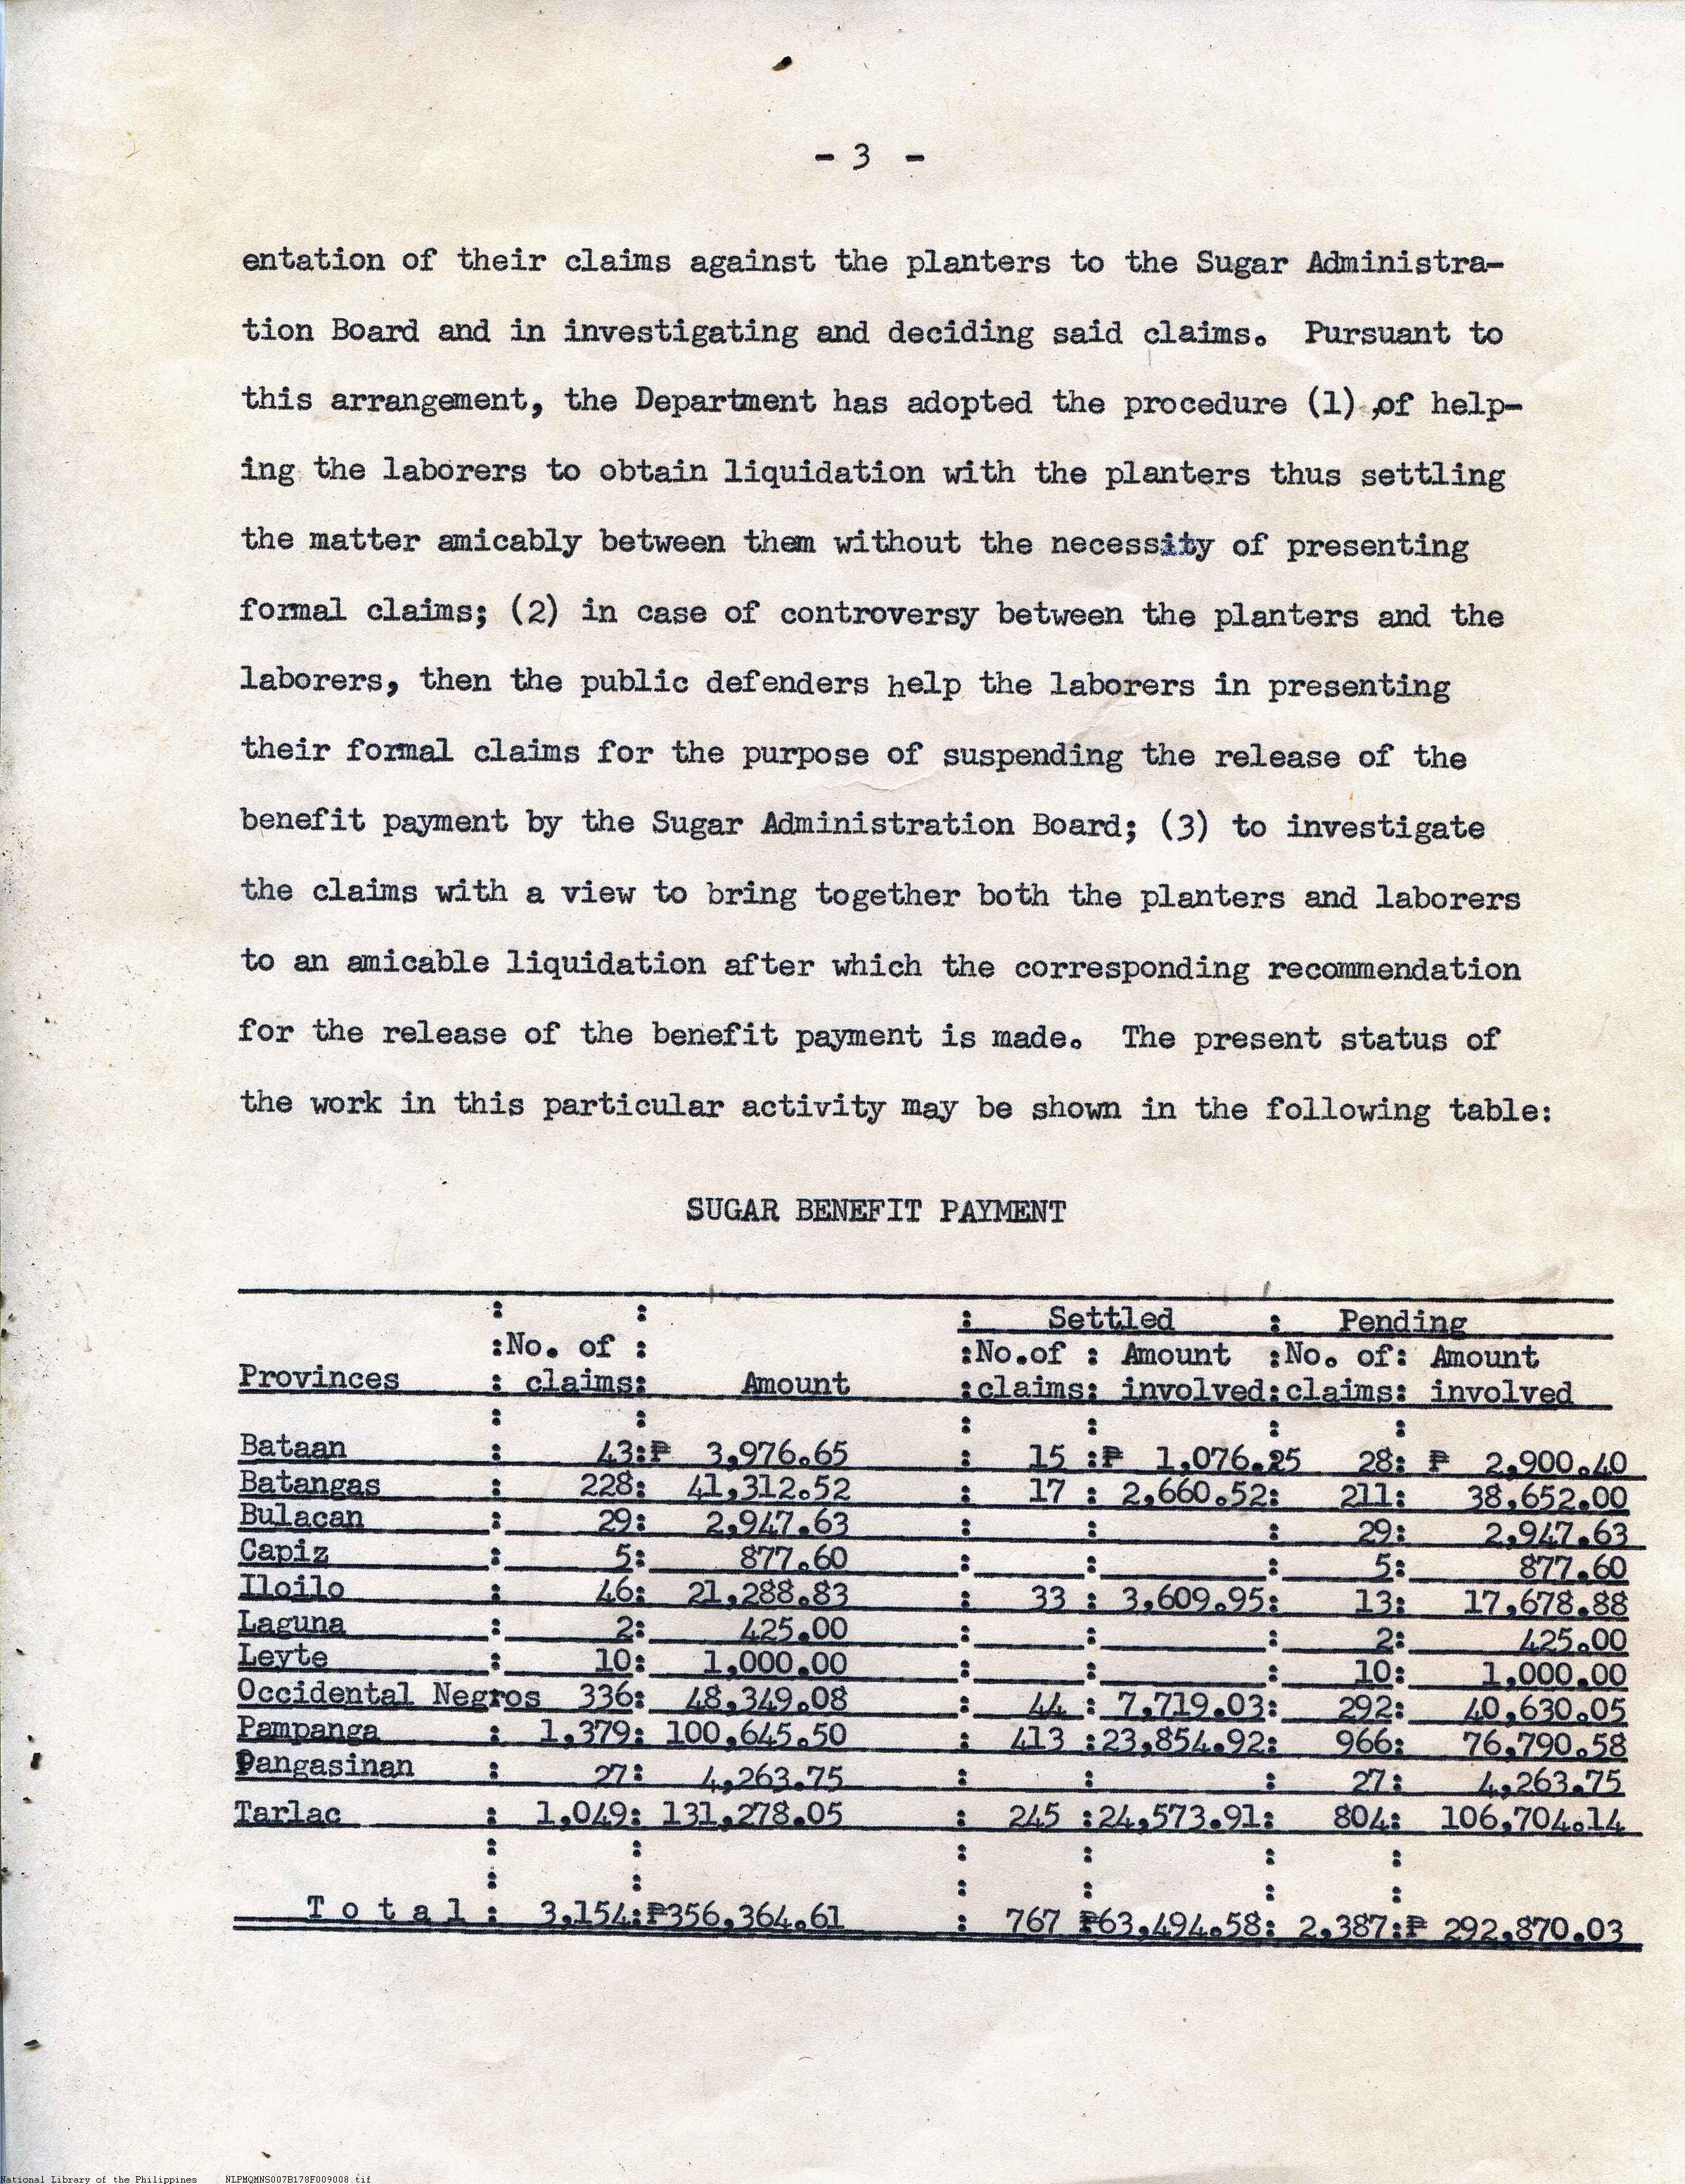 - 3 -
entation of their claims against the planters to the Sugar Administra-
tion Board and in investigating and deciding said claims. Pursuant to
this arrangement, the Department has adopted the procedure (1) ,of help-
ing the laborers to obtain liquidation with the planters thus settling
the matter amicably between them without the necessity of presenting
formal claims; (2) in case of controversy between the planters and the
laborers, then the public defenders help the laborers in presenting
their formal claims for the purpose of suspending the release of the
benefit payment by the Sugar Administration Board; (3) to investigate
the claims with a view to bring together both the planters and laborers
to an amicable liquidation after which the corresponding recommendation
for the release of the benefit payment is made. The present status of
the work in this particular activity may be shown in the following table:
SUGAR BENEFIT PAYMENT
: : : Settled : Pending
:No. of : :No.of : Amount :No. of: Amount
Provinces : claims: Amount :claims: involved:claims: involved
: : : : : :
Bataan : 43:₱ 3,976.65 : 15 :₱ 1,076.25 28: ₱ 2,900.40
Batangas : 228: 41,312.52 : 17 : 2,660.52: 211: 38,652.00
Bulacan : 29: 2,947.63 : : : 29: 2,947.63
Capiz : 5: 877.60 : : : 5: 877.60
Iloilo : 46: 21,288.83 : 33 : 3,609.95: 13: 17,678.88
Laguna : 2: 425.00 : : : 2: 425.00
Leyte : 10: 1,000.00 : : : 10: 1,000.00
Occidental Negros 336: 48,349.08 : 44 : 7,719.03: 292: 40,630.05
Pampanga : 1,379: 100,645.50 : 413 :23,854.92: 966: 76,790.58
Pangasinan : 27: 4,263.75 : : : 27: 4,263.75
Tarlac : 1,049: 131,278.05 : 245 :24,573.91: 804: 106,704.14
: : : : : :
: : : : : :
T o t a l : 3,154:₱356,364.61 : 767 ₱63,494.58: 2,387:₱ 292,870.03
National Library of the Philippines NLPMQMNS007B178F009008.tif